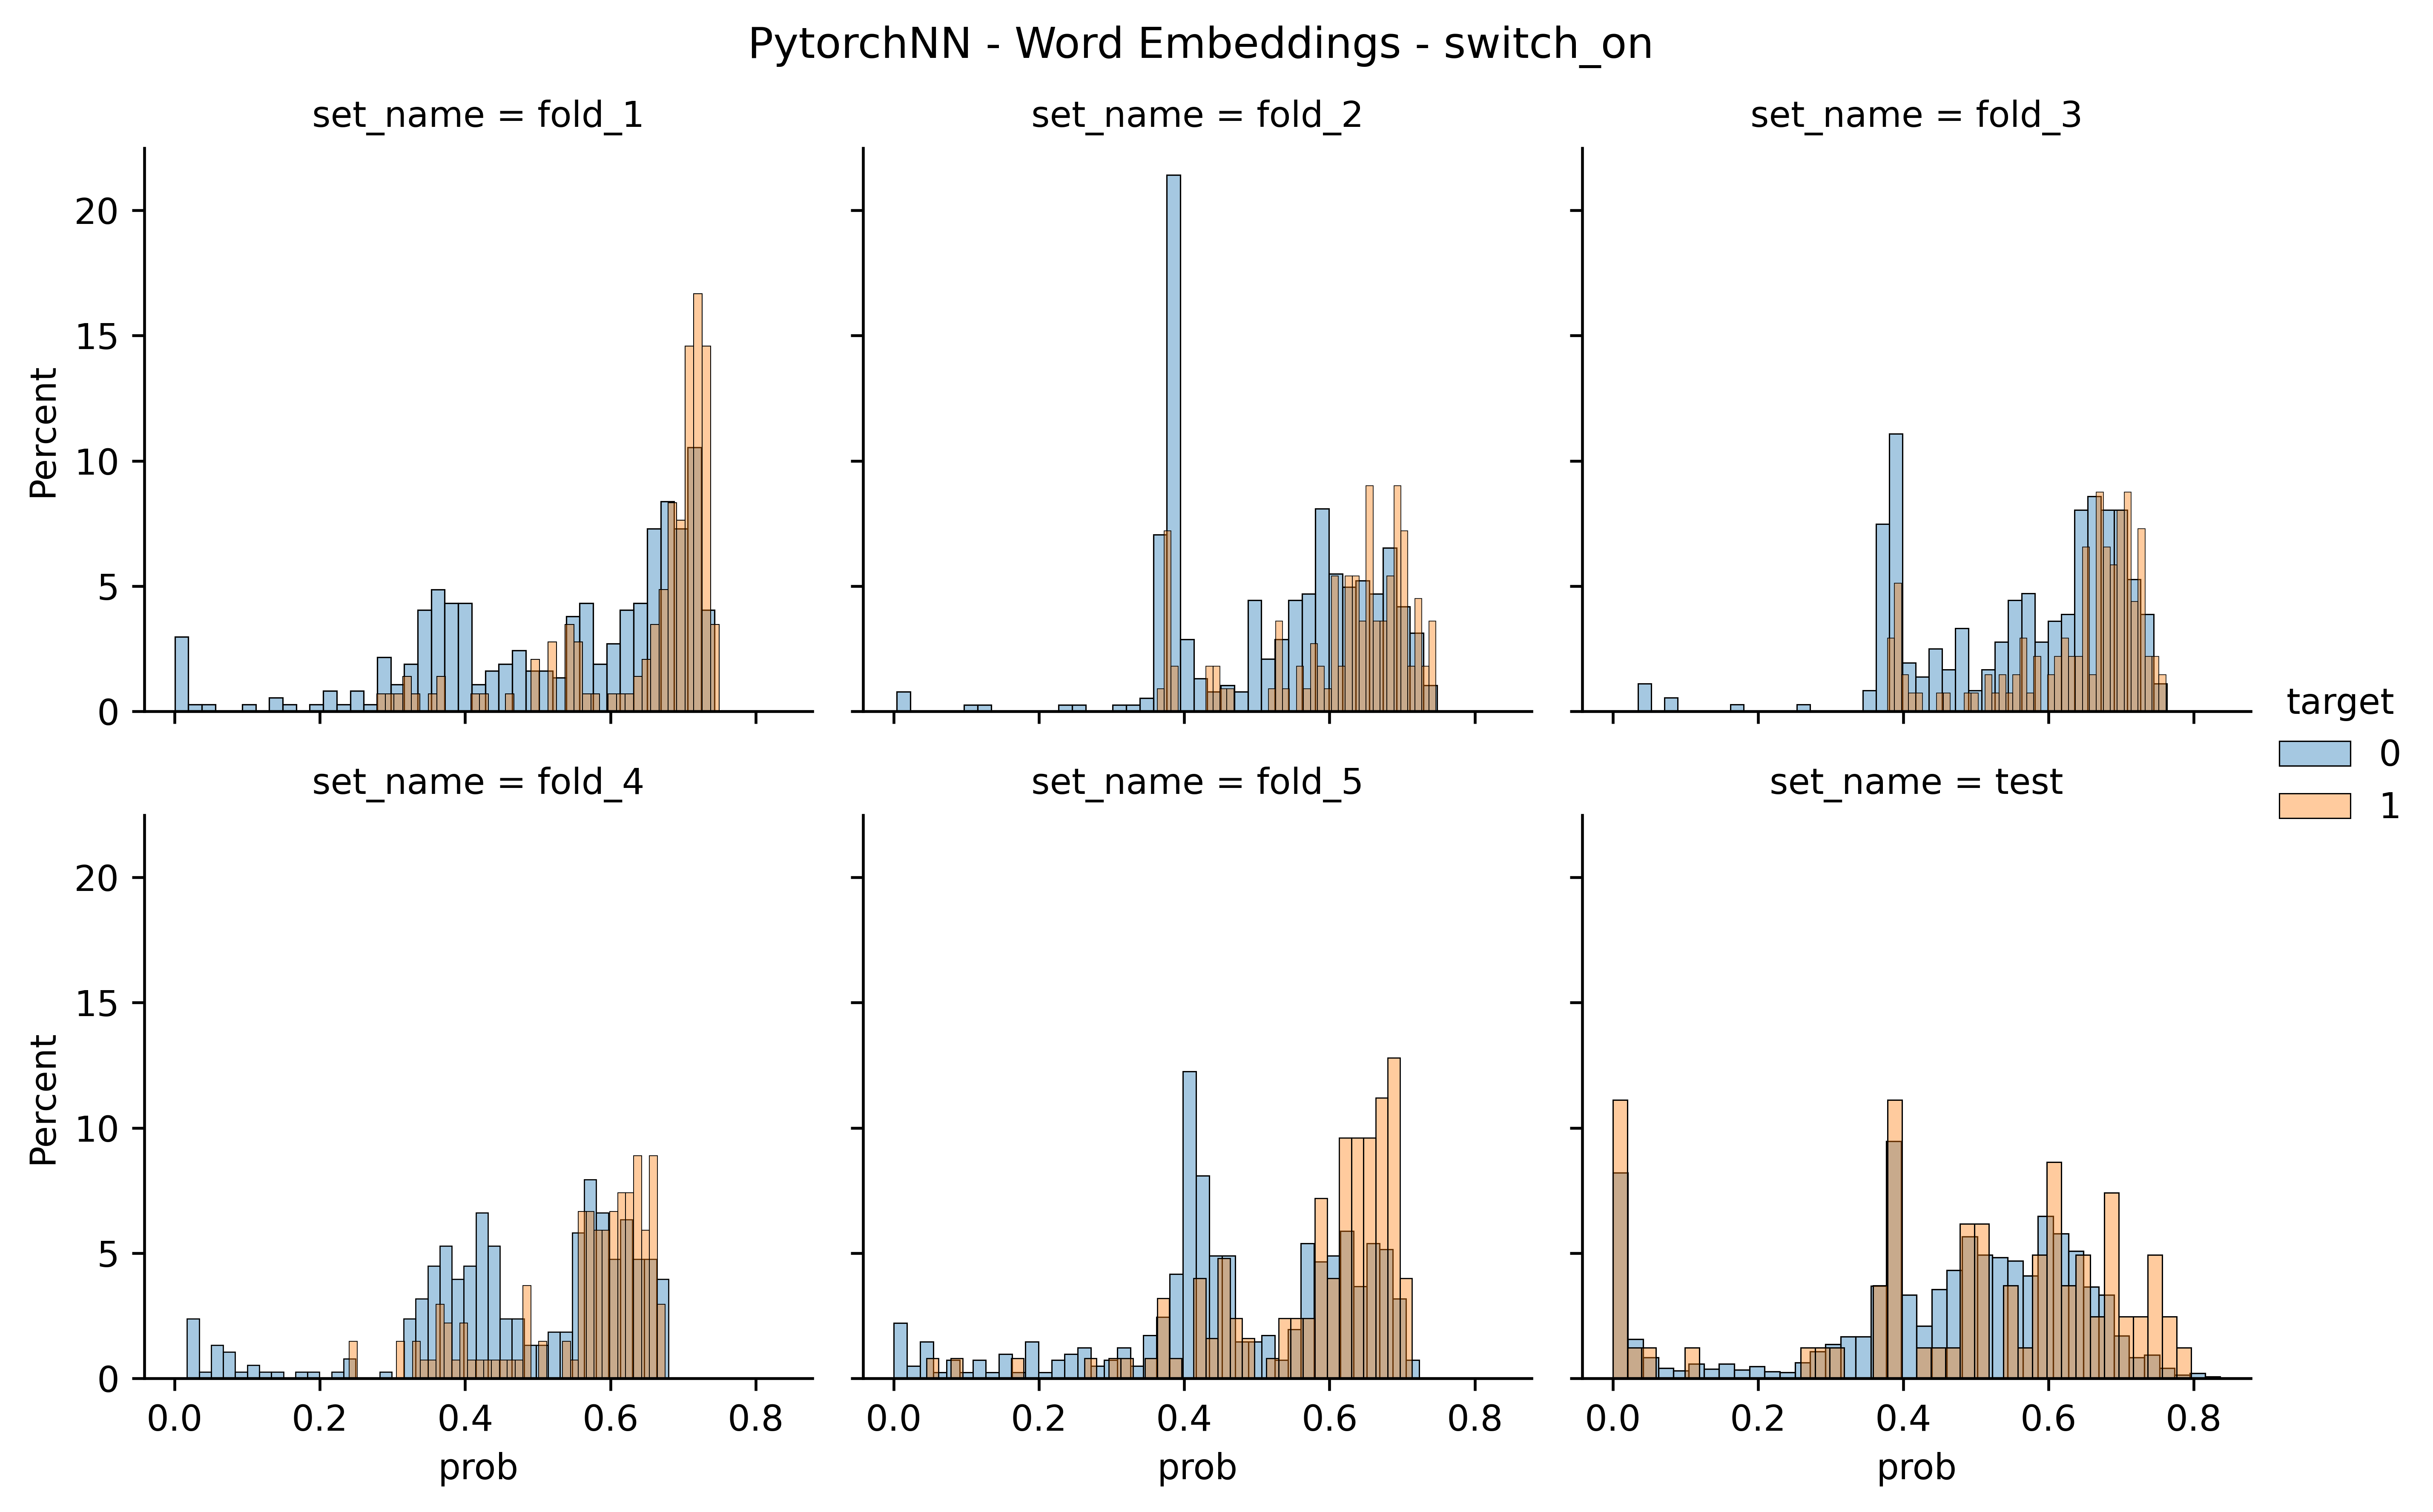 PytorchNN - Word Embeddings - switch_on
set_name = fold_1
set_name = fold_2
set_name = fold_3
20
15
10
5
0
Percent
target
0
1
set_name = fold_4
set_name = fold_5
set_name = test
20
15
10
5
0
Percent
0.0 0.2 0.4 0.6 0.8
0.0 0.2 0.4 0.6 0.8
0.0 0.2 0.4 0.6 0.8
prob
prob
prob